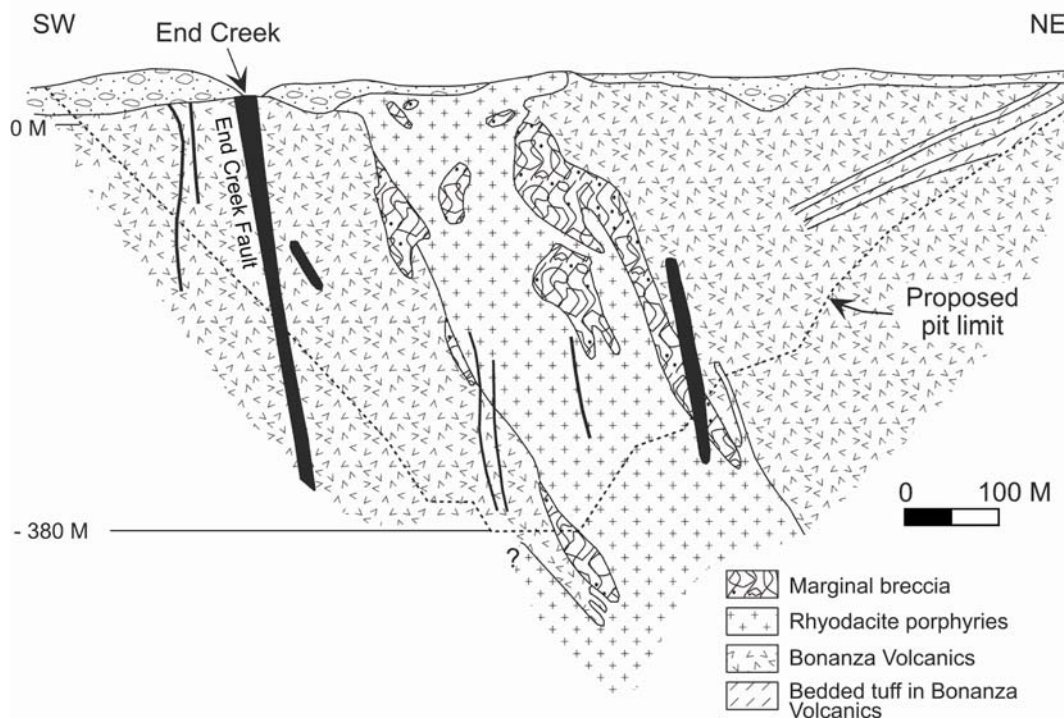 SW
End Creek
NE
0 M
End Creek Fault
Proposed
pit limit
- 380 M
?
0
100 M
Marginal breccia
Rhyodacite porphyries
Bonanza Volcanics
Bedded tuff in Bonanza
Volcanics